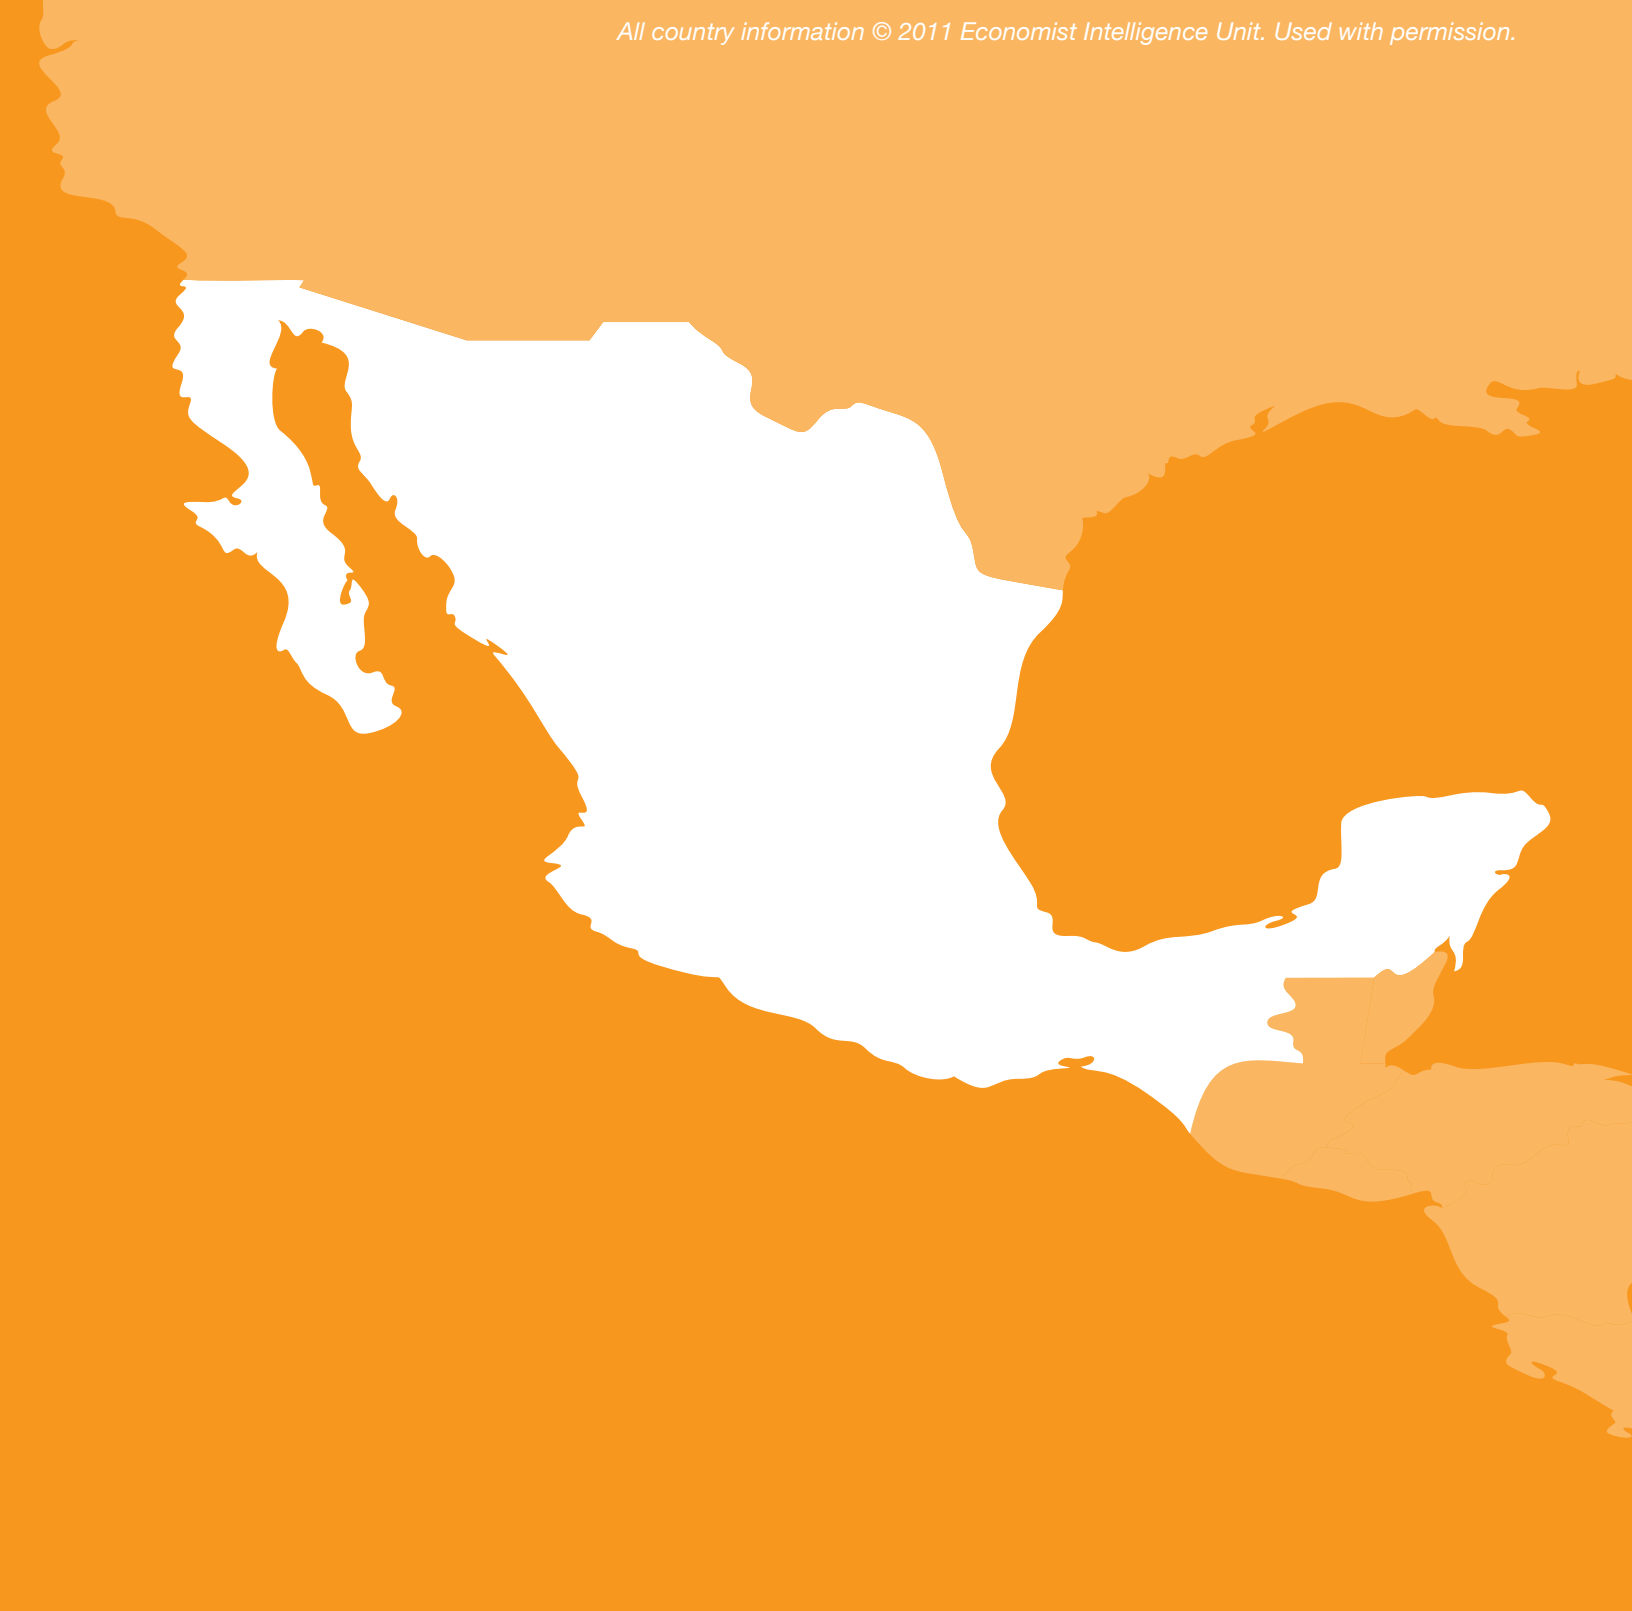 All country information © 2011 Economist Intelligence Unit. Used with permission.